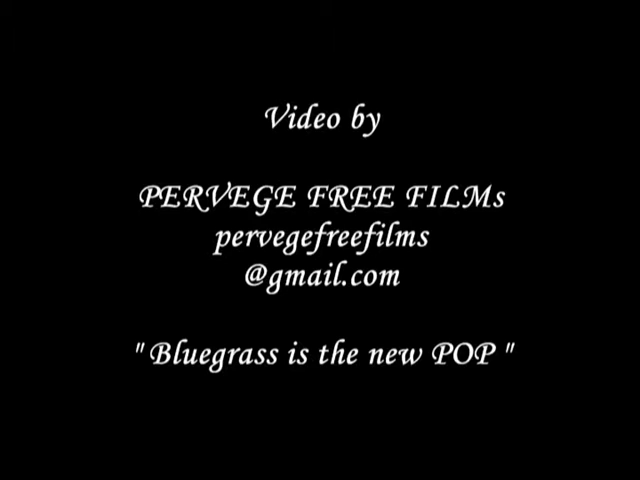 Video by
PERVEGE FREE FILMs
pervegefreefilms
@gmail.com
" Bluegrass is the new POP "